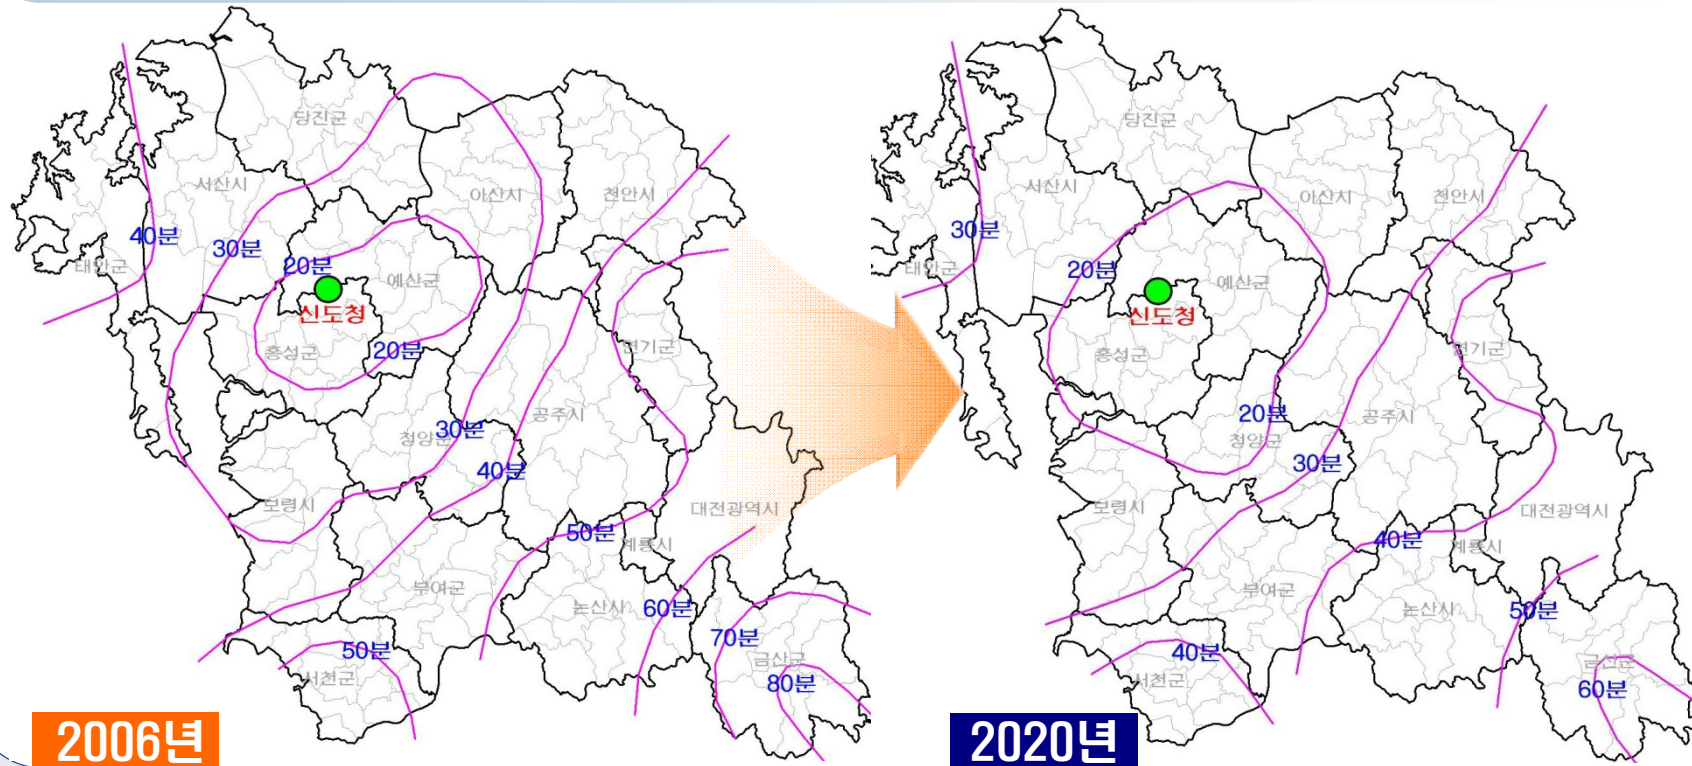 당진군
서산시
아산시
천안시
40분
30분
태안군
20분
예산군
신도청
홍성군
20분
연기군
공주시
30분
청양군
40분
보령시
대전광역시
50분
계룡시
부여군
논산시
60분
70분
50분
금산군
서천군
80분
2006년
당진군
서산시
아산시
천안시
30분
태안군
20분
예산군
신도청
홍성군
연기군
20분
공주시
청양군
30분
보령시
대전광역시
40분
계룡시
부여군
논산시
50분
40분
금산군
서천군
60분
2020년